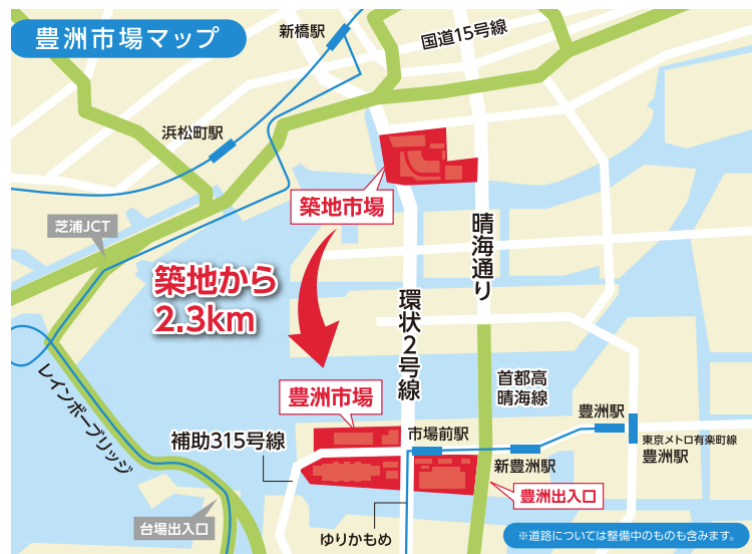 豊洲市場マップ
新橋駅
国道15号線
浜松町駅
築地市場
芝浦JCT
晴海通り
築地から
2.3km
環状2号線
レインボーブリッジ
首都高
晴海線
豊洲市場
補助315号線
市場前駅
豊洲駅
東京メトロ有楽町線
豊洲駅
新豊洲駅
豊洲出入口
台場出入口
ゆりかもめ
※道路については整備中のものも含みます。